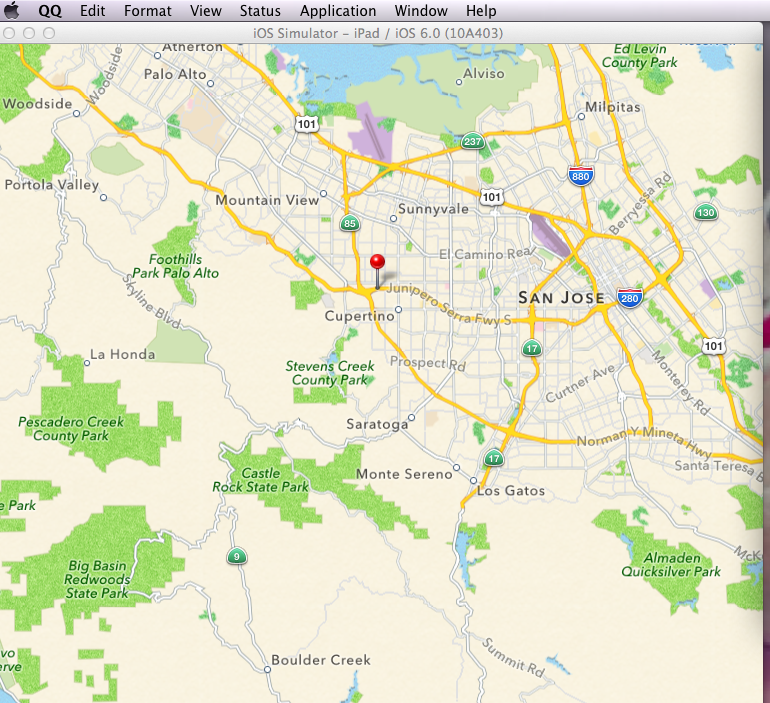 QQ Edit Format View Status Application Window Help
iOS Simulator – iPad / iOS 6.0 (10A403)
Atherton
Ed Levin
County Park
Woodside
Palo Alto
Alviso
Woodside
Milpitas
101
237
880
Portola Valley
Mountain View
101
Berryessa Rd
130
Sunnyvale
85
El Camino Rea
Foothills
Park Palo Alto
Skyline Blvd
Junipero Serra Fwy S
SAN JOSE
280
Cupertino
17
101
La Honda
Stevens Creek
County Park
Prospect Rd
Curtner Ave
Monterey Rd
Pescadero Creek
County Park
Saratoga
Norman Y Mineta Hwy
17
Santa Teresa B
Castle
Rock State Park
Monte Sereno
Los Gatos
e Park
9
Big Basin
Redwoods
State Park
Almaden
Quicksilver Park
McK
vo
erve
Boulder Creek
Summit Rd